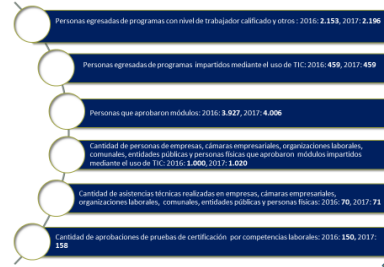 Personas egresadas de programas con nivel de trabajador calificado y otros : 2016: 2.153, 2017: 2.196
Personas egresadas de programas impartidos mediante el uso de TIC: 2016: 459, 2017: 459
Personas que aprobaron módulos: 2016: 3.927, 2017: 4.006
Cantidad de personas de empresas, cámaras empresariales, organizaciones laborales,
comunales, entidades públicas y personas físicas que aprobaron módulos impartidos
mediante el uso de TIC: 2016: 1.000, 2017: 1.020
Cantidad de asistencias técnicas realizadas en empresas, cámaras empresariales,
organizaciones laborales, comunales, entidades públicas y personas físicas: 2016: 70, 2017: 71
Cantidad de aprobaciones de pruebas de certificación por competencias laborales: 2016: 150, 2017:
158